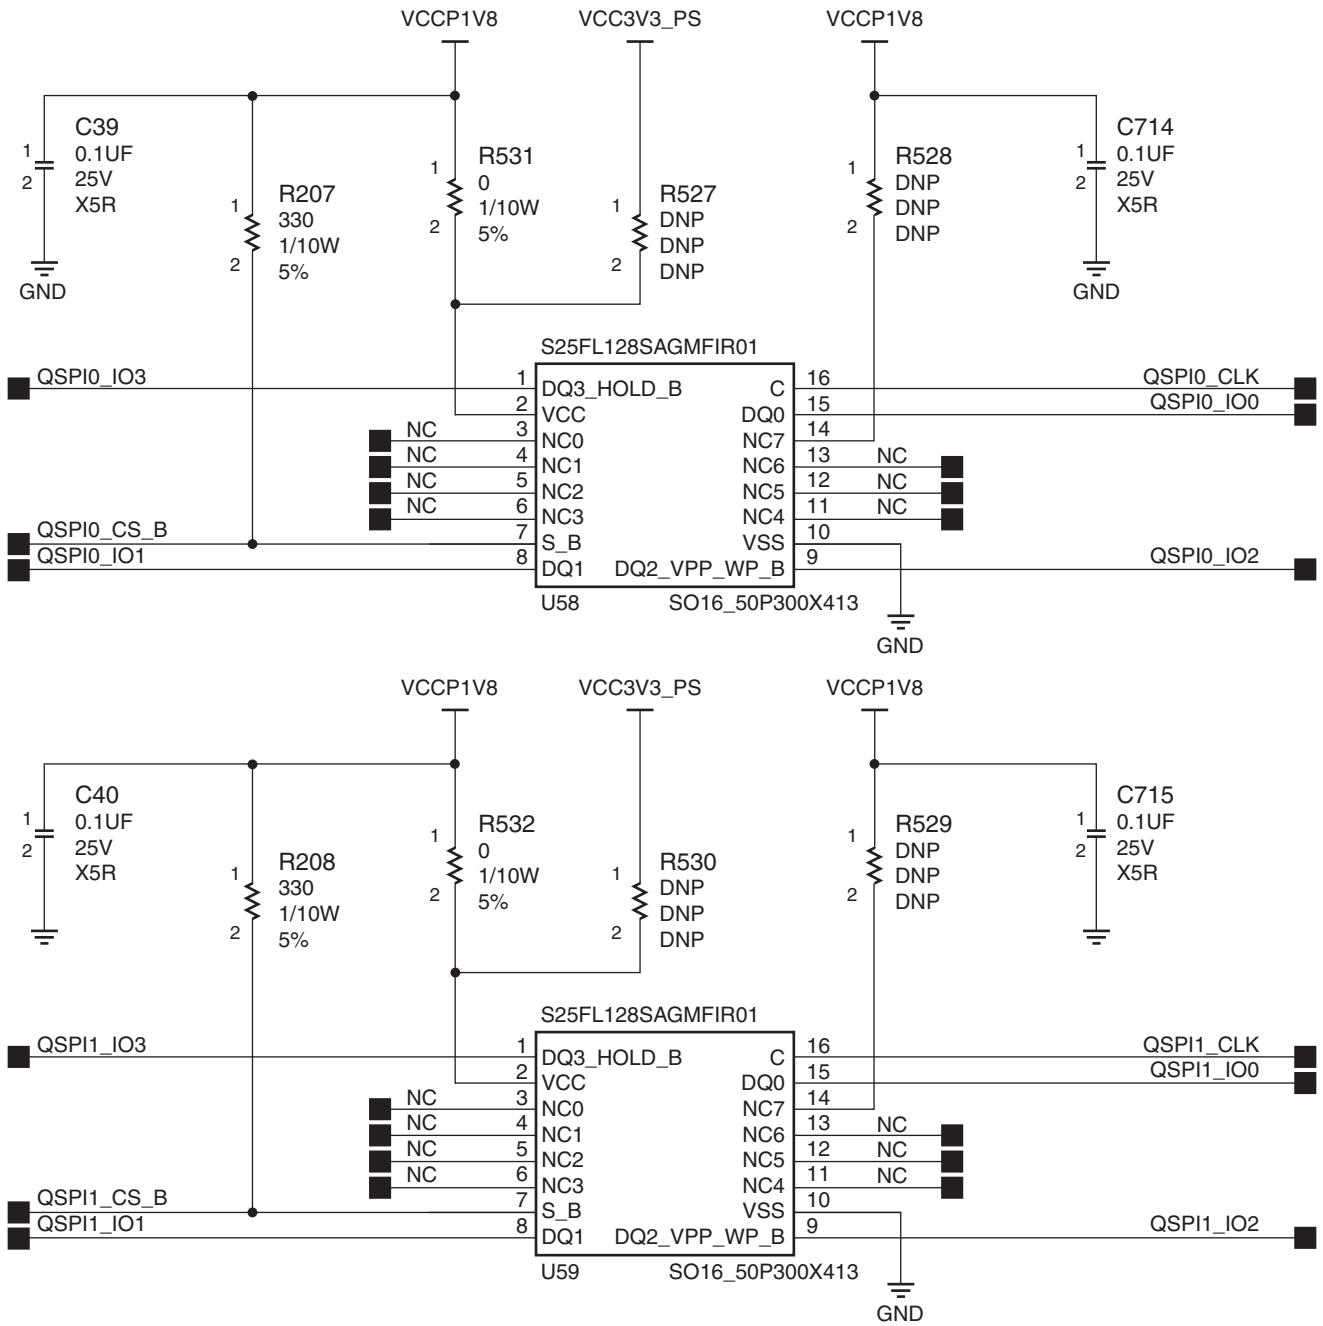 VCCP1V8 VCC3V3_PS VCCP1V8
C39
1 0.1UF
2 25V
X5R
GND
R207
1 330
1/10W
2 5%
R531
1 0
1/10W
2 5%
R527
1 DNP
DNP
2 DNP
R528
1 DNP
DNP
2 DNP
C714
1 0.1UF
2 25V
X5R
GND
S25FL128SAGMFIR01
QSPI0_IO3 1 DQ3_HOLD_B C 16 QSPI0_CLK
2 VCC DQ0 15 QSPI0_IO0
NC 3 NC0 NC7 14
NC 4 NC1 NC6 13 NC
NC 5 NC2 NC5 12 NC
NC 6 NC3 NC4 11 NC
QSPI0_CS_B 7 S_B VSS 10
QSPI0_IO1 8 DQ1 DQ2_VPP_WP_B 9 QSPI0_IO2
U58 SO16_50P300X413
GND
VCCP1V8 VCC3V3_PS VCCP1V8
C40
1 0.1UF
2 25V
X5R
R208
1 330
1/10W
2 5%
R532
1 0
1/10W
2 5%
R530
1 DNP
DNP
2 DNP
R529
1 DNP
DNP
2 DNP
C715
1 0.1UF
2 25V
X5R
S25FL128SAGMFIR01
QSPI1_IO3 1 DQ3_HOLD_B C 16 QSPI1_CLK
2 VCC DQ0 15 QSPI1_IO0
NC 3 NC0 NC7 14
NC 4 NC1 NC6 13 NC
NC 5 NC2 NC5 12 NC
NC 6 NC3 NC4 11 NC
QSPI1_CS_B 7 S_B VSS 10
QSPI1_IO1 8 DQ1 DQ2_VPP_WP_B 9 QSPI1_IO2
U59 SO16_50P300X413
GND